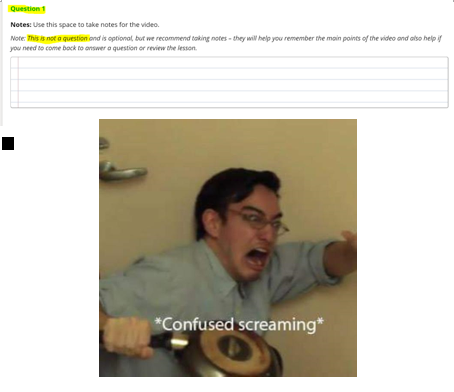 Question 1
Notes: Use this space to take notes for the video.
Note: This is not a question and is optional, but we recommend taking notes – they will help you remember the main points of the video and also help if
you need to come back to answer a question or review the lesson.
*Confused screaming*